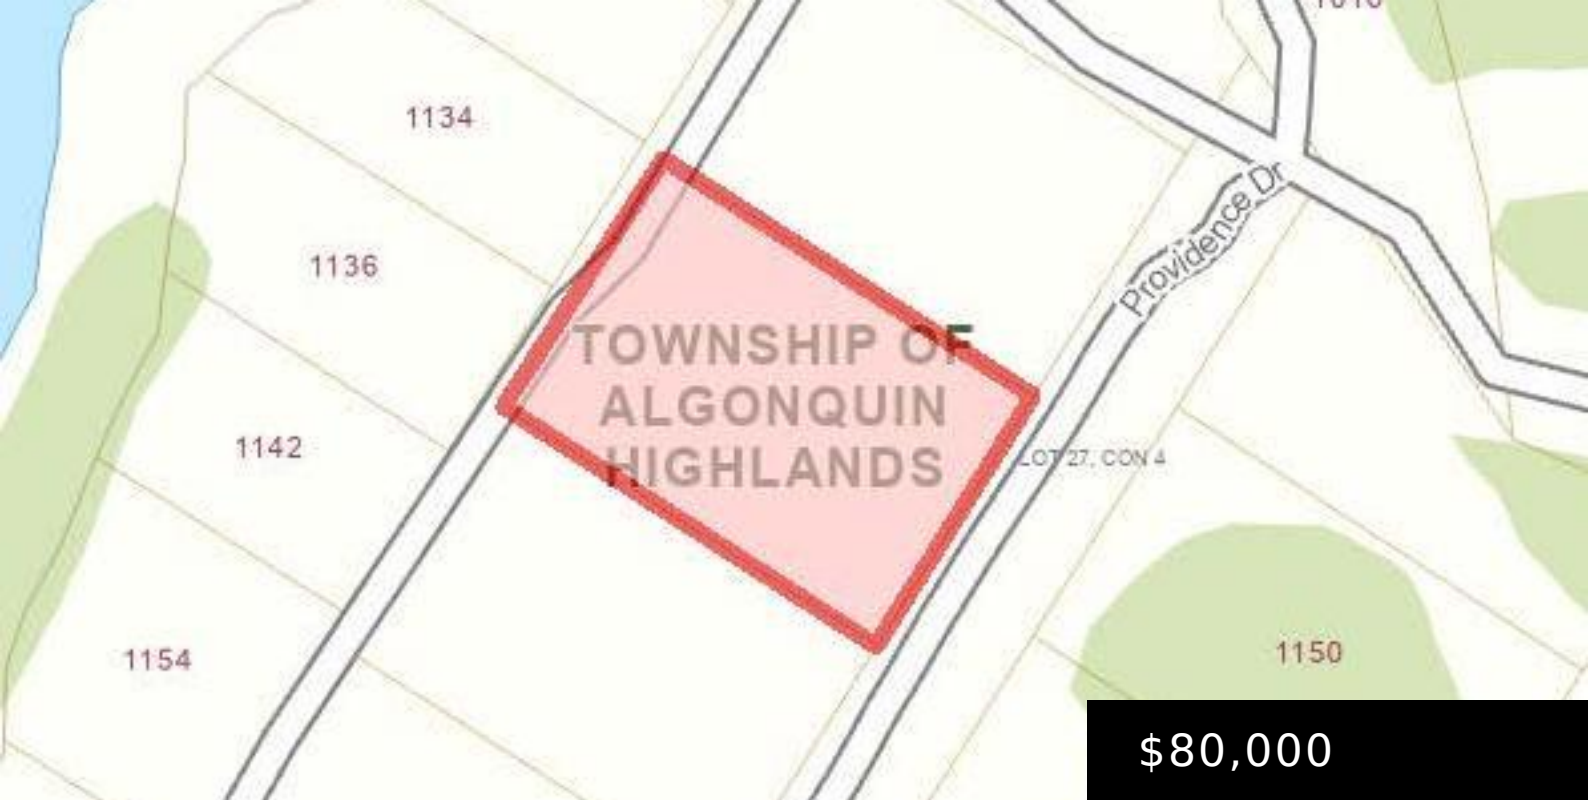 1134
1136
Providence Dr
TOWNSHIP OF
ALGONQUIN
HIGHLANDS
1142
LOT 27, CON 4
1154
1150
$80,000